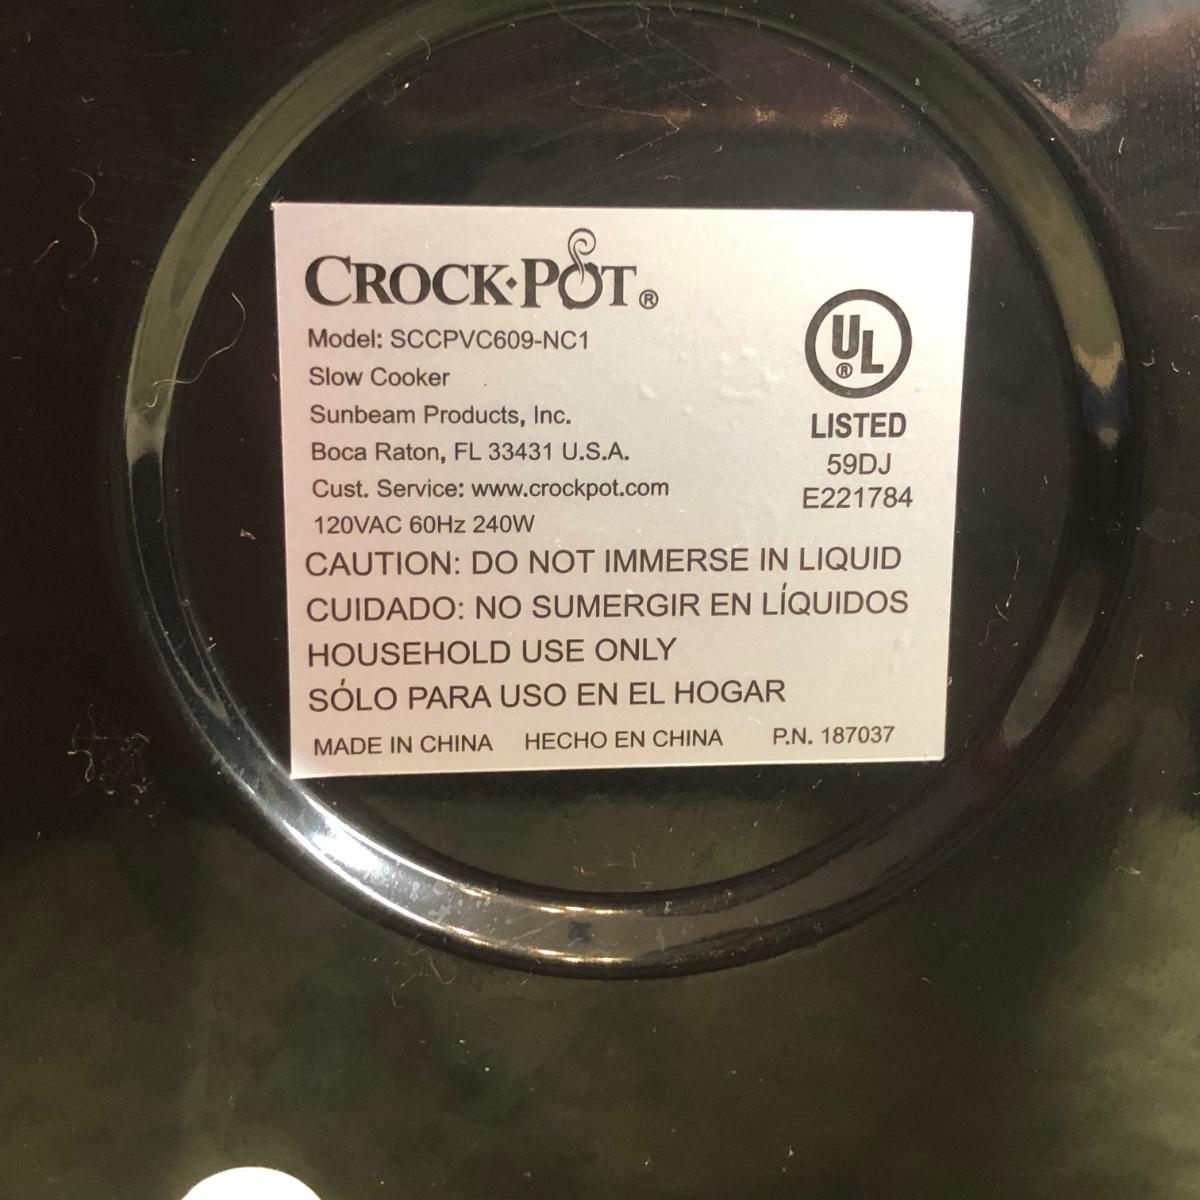 CROCK·POT®
Model: SCCPVC609-NC1
Slow Cooker
Sunbeam Products, Inc.
Boca Raton, FL 33431 U.S.A.
Cust. Service: www.crockpot.com
120VAC 60Hz 240W
UL®
LISTED
59DJ
E221784
CAUTION: DO NOT IMMERSE IN LIQUID
CUIDADO: NO SUMERGIR EN LÍQUIDOS
HOUSEHOLD USE ONLY
SÓLO PARA USO EN EL HOGAR
MADE IN CHINA HECHO EN CHINA P.N. 187037